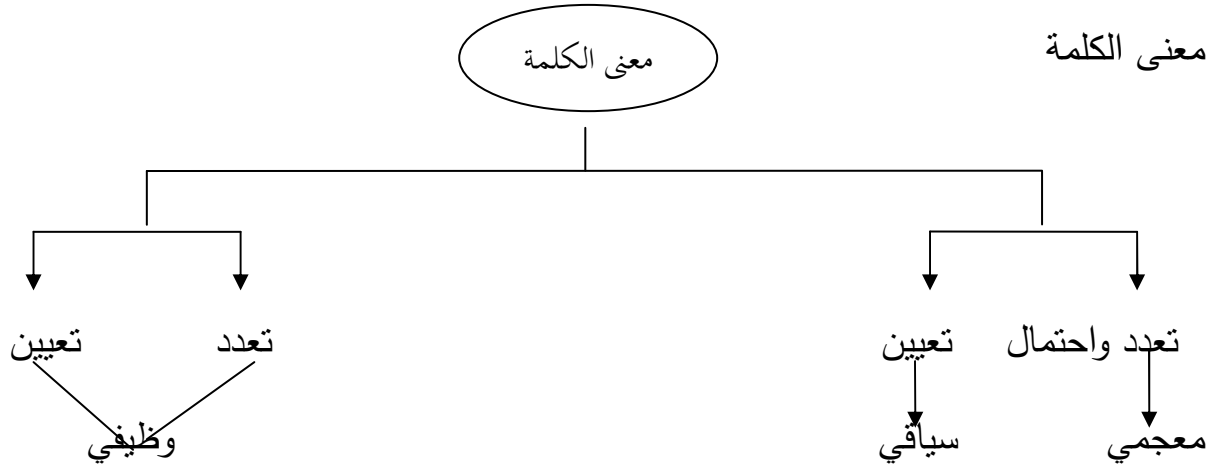 معنى الكلمة
معنى الكلمة
تعدد واحتمال تعيين تعدد تعيين
معجمي سياقي وظيفي